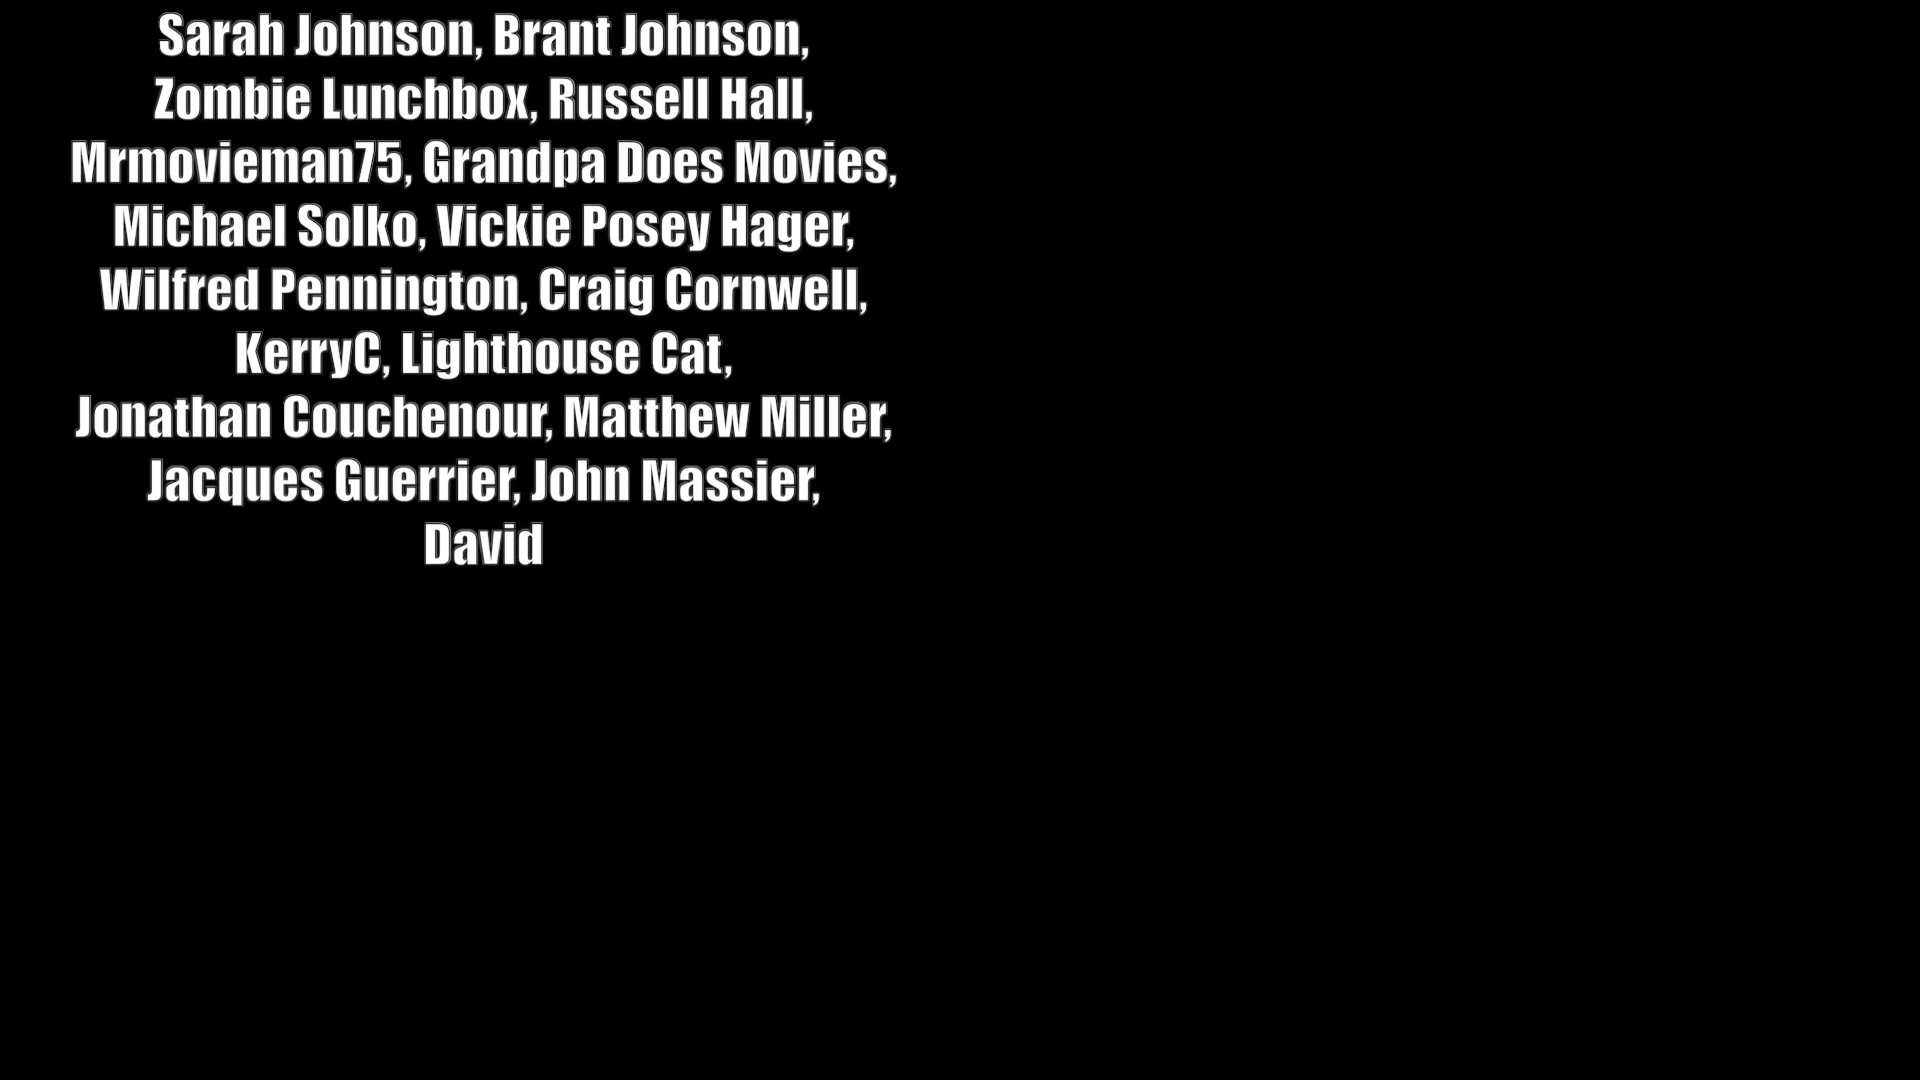 Sarah Johnson, Brant Johnson,
Zombie Lunchbox, Russell Hall,
Mrmovieman75, Grandpa Does Movies,
Michael Solko, Vickie Posey Hager,
Wilfred Pennington, Craig Cornwell,
KerryC, Lighthouse Cat,
Jonathan Couchenour, Matthew Miller,
Jacques Guerrier, John Massier,
David